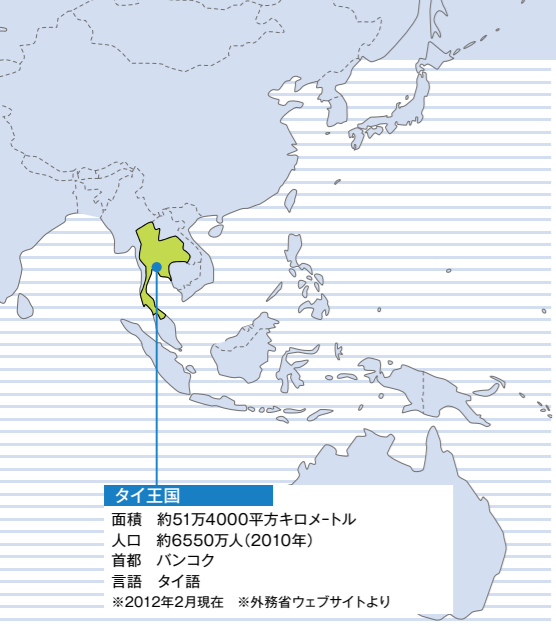 タイ王国
面積　約51万4000平方キロメートル
人口　約6550万人（2010年）
首都　バンコク
言語　タイ語
※2012年2月現在　※外務省ウェブサイトより